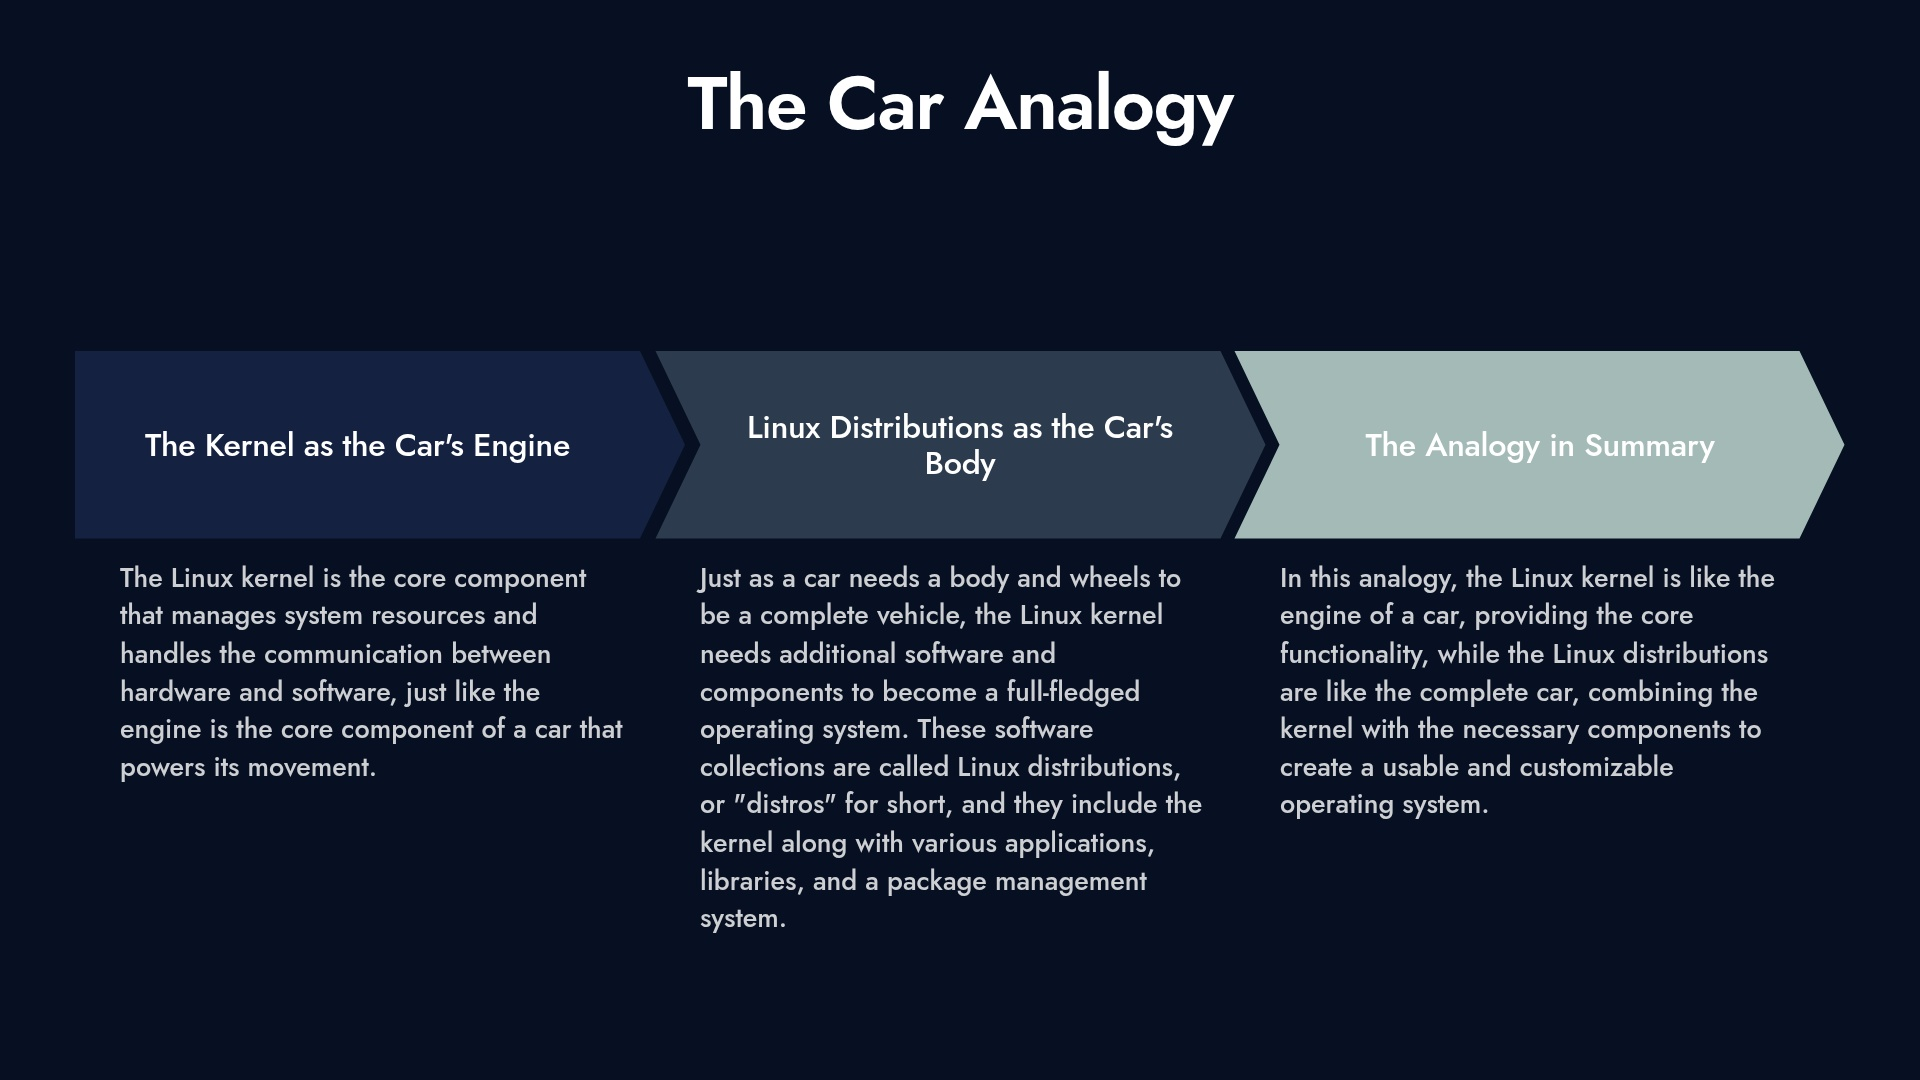 The Car Analogy
The Kernel as the Car's Engine
Linux Distributions as the Car's
Body
The Analogy in Summary
The Linux kernel is the core component
that manages system resources and
handles the communication between
hardware and software, just like the
engine is the core component of a car that
powers its movement.
Just as a car needs a body and wheels to
be a complete vehicle, the Linux kernel
needs additional software and
components to become a full-fledged
operating system. These software
collections are called Linux distributions,
or "distros" for short, and they include the
kernel along with various applications,
libraries, and a package management
system.
In this analogy, the Linux kernel is like the
engine of a car, providing the core
functionality, while the Linux distributions
are like the complete car, combining the
kernel with the necessary components to
create a usable and customizable
operating system.